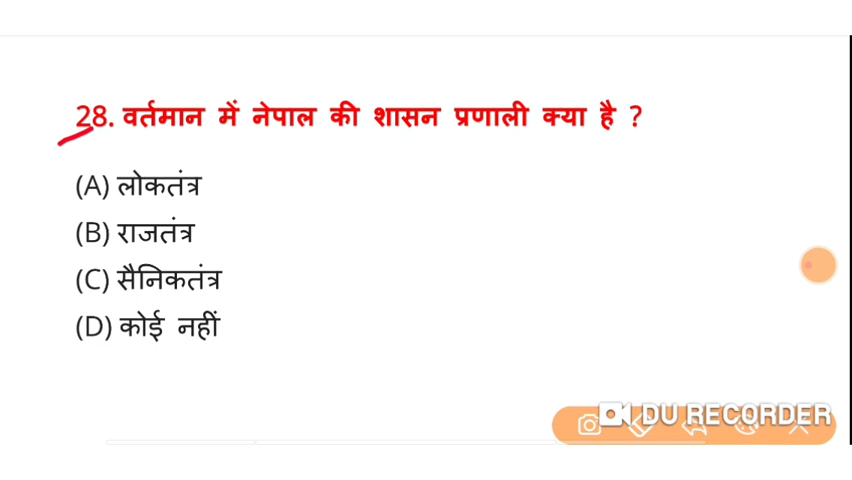 28. वर्तमान में नेपाल की शासन प्रणाली क्या है ?
(A) लोकतंत्र
(B) राजतंत्र
(C) सैनिकतंत्र
(D) कोई नहीं
DU RECORDER